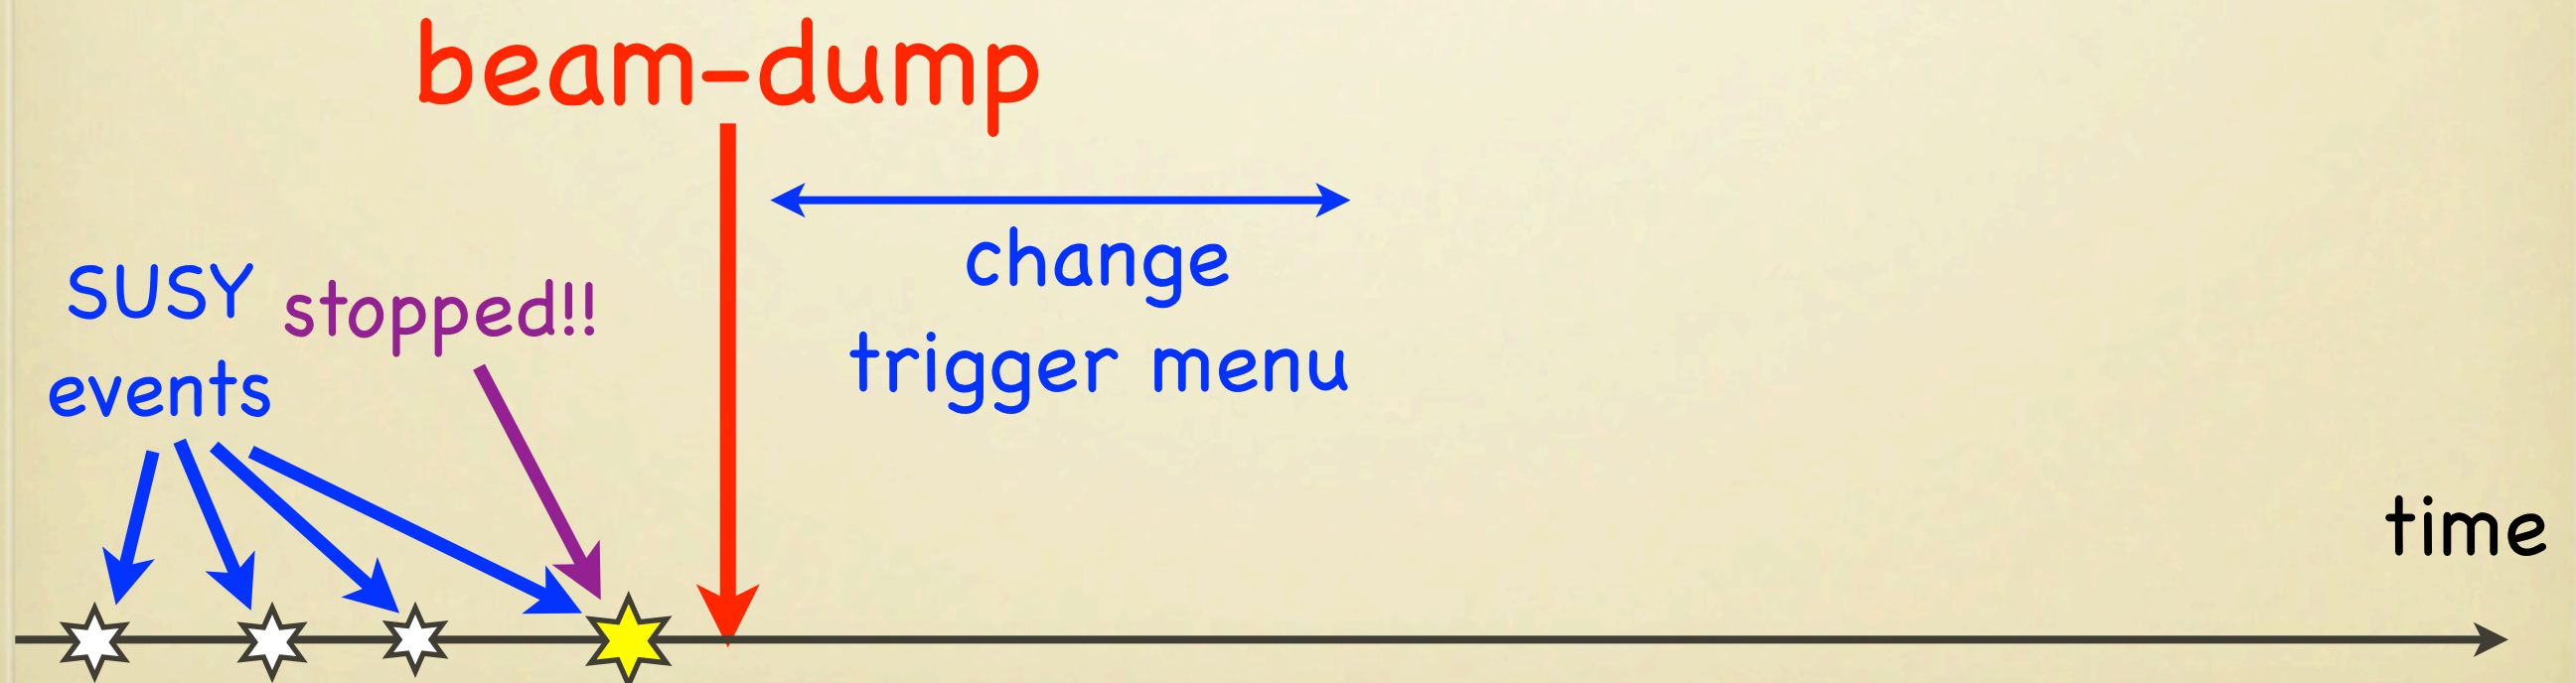 beam-dump
change
trigger menu
SUSY
events
stopped!!
time